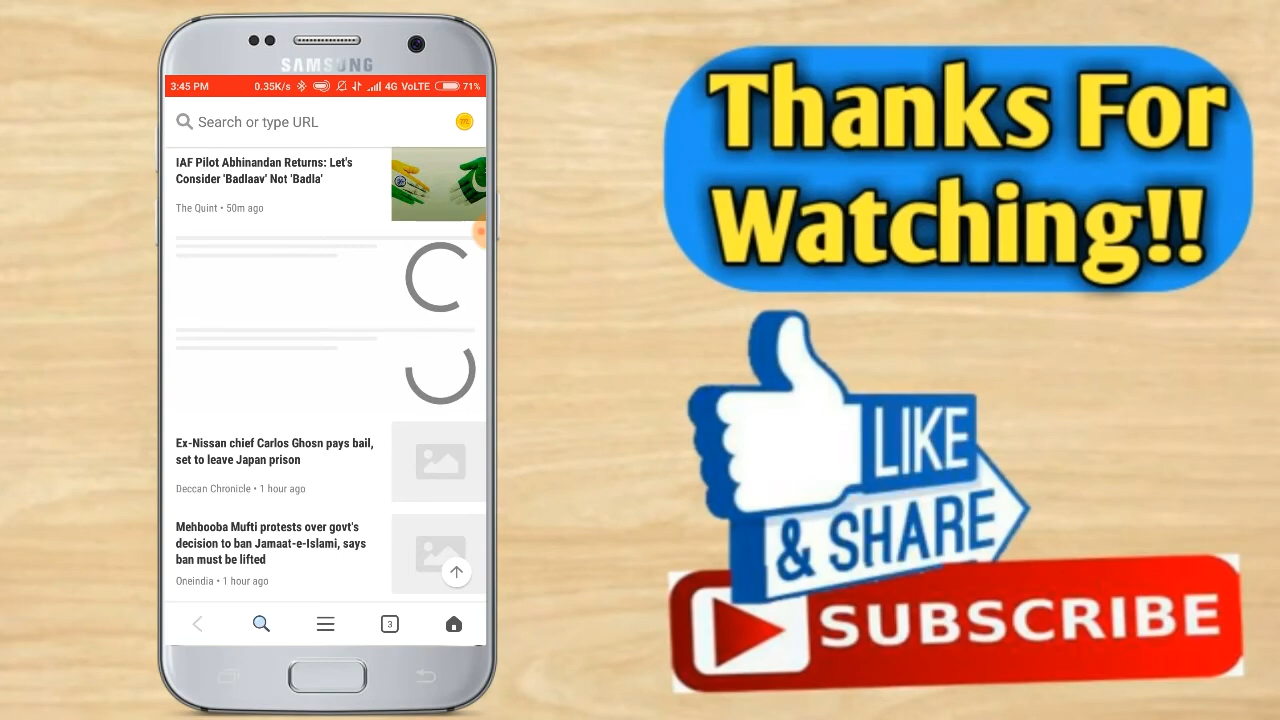 SAMSUNG
3:45 PM 0.35K/s 4G VoLTE 71%
Search or type URL
IAF Pilot Abhinandan Returns: Let's
Consider 'Badlaav' Not 'Badla'
The Quint • 50m ago
Ex-Nissan chief Carlos Ghosn pays bail,
set to leave Japan prison
Deccan Chronicle • 1 hour ago
Mehbooba Mufti protests over govt's
decision to ban Jamaat-e-Islami, says
ban must be lifted
Oneindia • 1 hour ago
3
Thanks For
Watching!!
LIKE
& SHARE
SUBSCRIBE